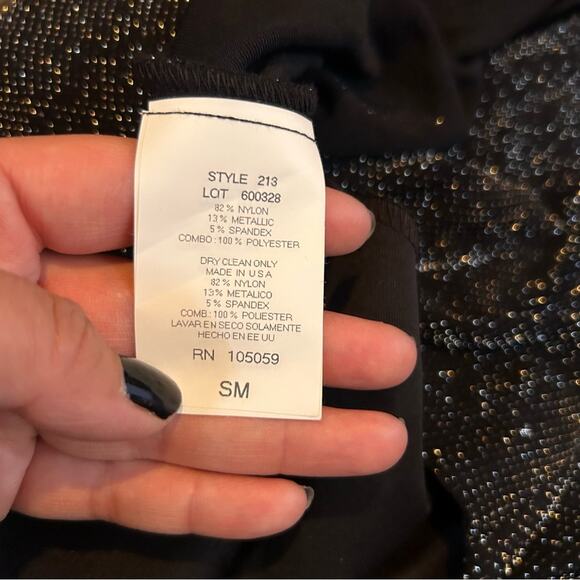 STYLE 213
LOT 600328
82% NYLON
13% METALLIC
5% SPANDEX
COMBO: 100% POLYESTER
DRY CLEAN ONLY
MADE IN U S A
82% NYLON
13% METALICO
5% SPANDEX
COMB: 100% POLIESTER
LAVAR EN SECO SOLAMENTE
HECHO EN EE UU
RN 105059
SM